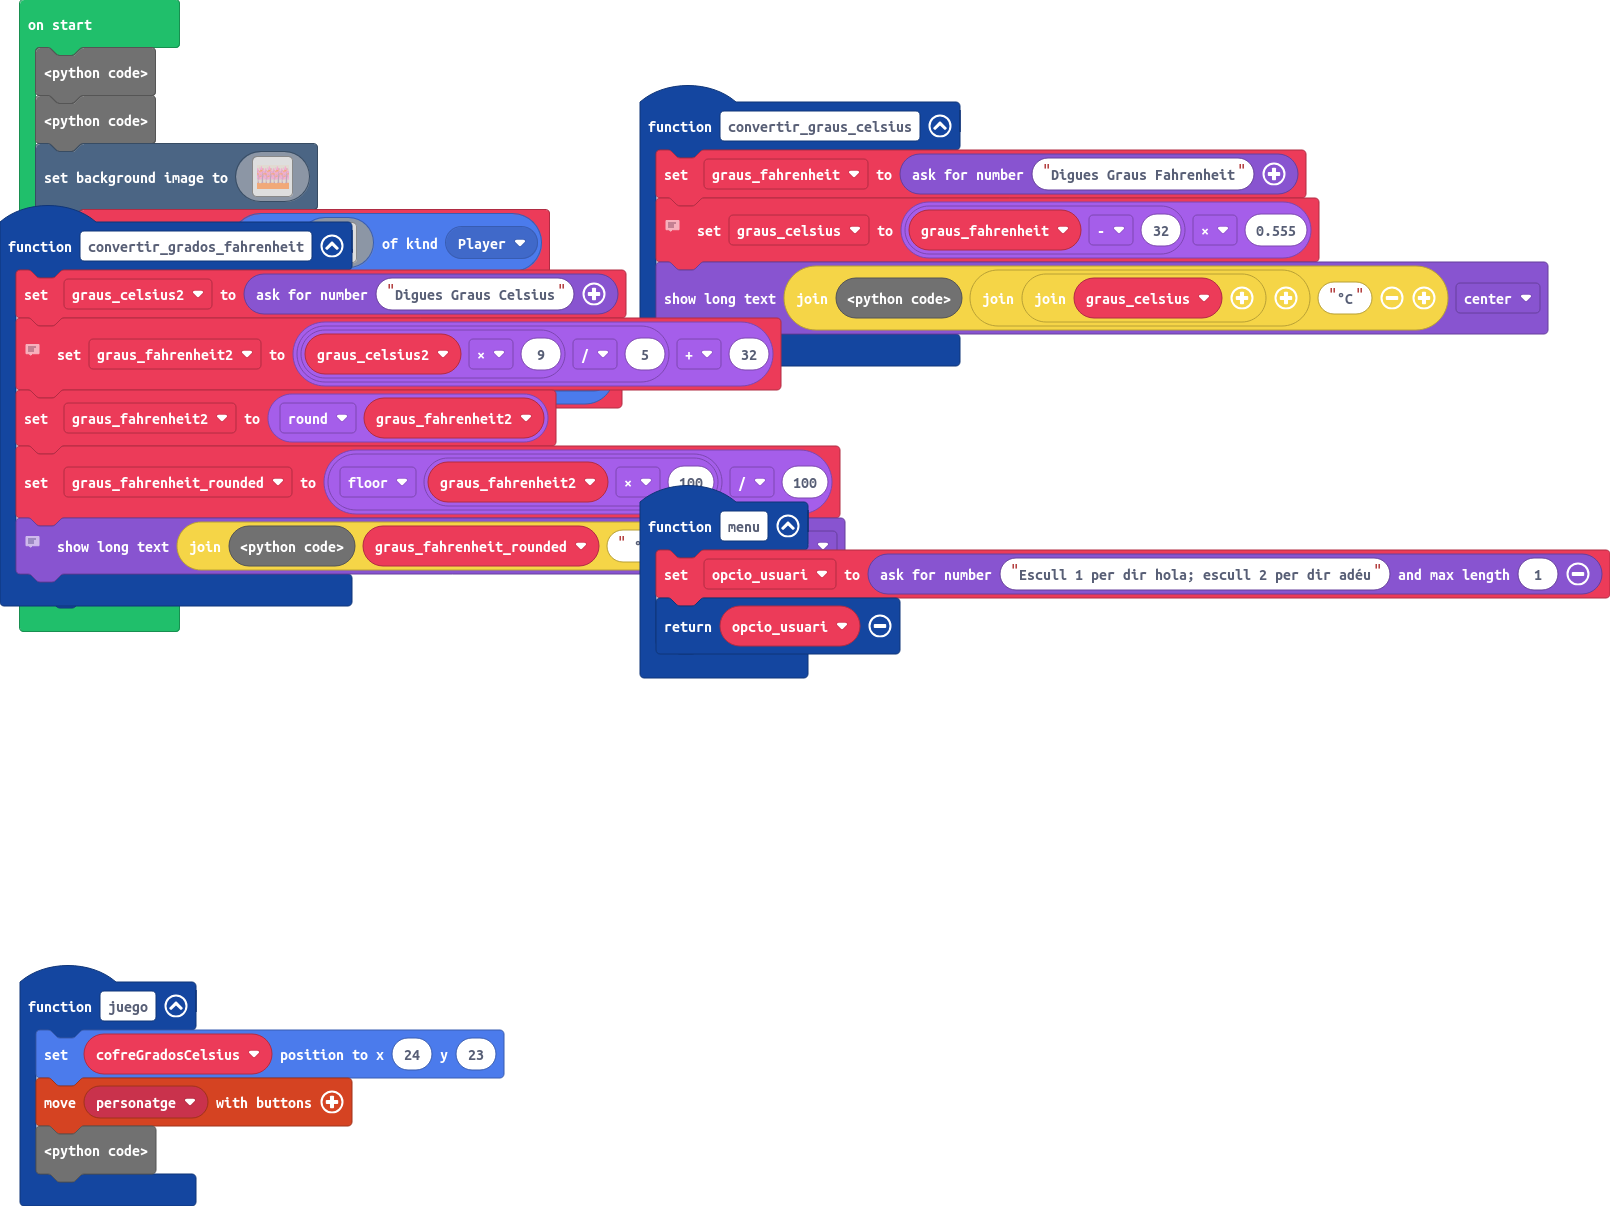 on start
<python code>
<python code>
set background image to
of kind Player
function convertir_grados_fahrenheit
set graus_celsius2 to ask for number "Digues Graus Celsius"
set graus_fahrenheit2 to graus_celsius2 × 9 / 5 + 32
set graus_fahrenheit2 to round graus_fahrenheit2
set graus_fahrenheit_rounded to floor graus_fahrenheit2 × 100 / 100
show long text join <python code> graus_fahrenheit_rounded "
function convertir_graus_celsius
set graus_fahrenheit to ask for number "Digues Graus Fahrenheit"
set graus_celsius to graus_fahrenheit - 32 × 0.555
show long text join <python code> join join graus_celsius "°C" center
function menu
set opcio_usuari to ask for number "Escull 1 per dir hola; escull 2 per dir adéu" and max length 1
return opcio_usuari
function juego
set cofreGradosCelsius position to x 24 y 23
move personatge with buttons
<python code>